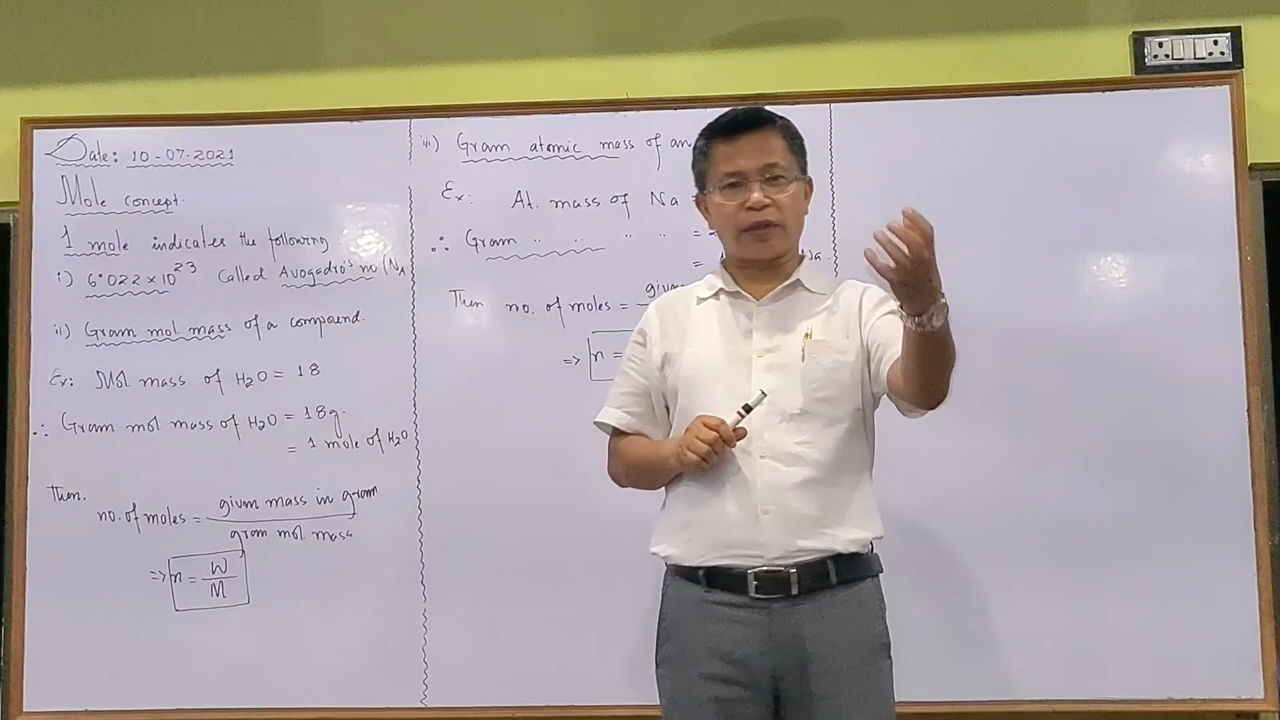 Date: 10-07-2021
Mole concept.
1 mole indicates the following
i) 6.022×10²³ called Avogadro's no (N_A
ii) Gram mol mass of a compound.
Ex: Mol mass of H₂O = 18
∴ Gram mol mass of H₂O = 18g.
= 1 mole of H₂O
Then.
no. of moles = given mass in gram / gram mol mass
=> n = W/M
iii) Gram atomic mass of an
Ex: At. mass of Na =
∴ Gram " " " " =
=
Then no. of moles =
=> n =